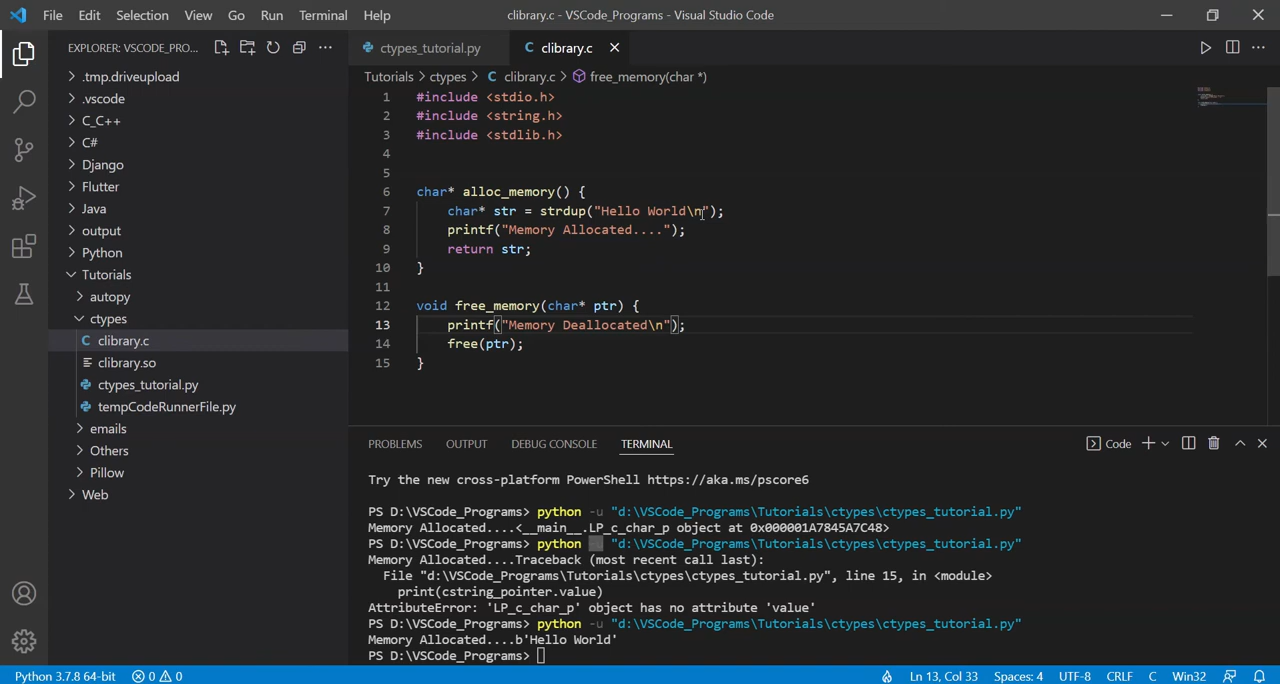 File Edit Selection View Go Run Terminal Help clibrary.c - VSCode_Programs - Visual Studio Code
EXPLORER: VSCODE_PRO...
.tmp.driveupload
.vscode
C_C++
C#
Django
Flutter
Java
output
Python
Tutorials
autopy
ctypes
C clibrary.c
clibrary.so
ctypes_tutorial.py
tempCodeRunnerFile.py
emails
Others
Pillow
Web
ctypes_tutorial.py C clibrary.c
Tutorials > ctypes > C clibrary.c > free_memory(char *)
1 #include <stdio.h>
2 #include <string.h>
3 #include <stdlib.h>
4
5
6 char* alloc_memory() {
7 char* str = strdup("Hello World\n");
8 printf("Memory Allocated....");
9 return str;
10 }
11
12 void free_memory(char* ptr) {
13 printf("Memory Deallocated\n");
14 free(ptr);
15 }
PROBLEMS OUTPUT DEBUG CONSOLE TERMINAL Code
Try the new cross-platform PowerShell https://aka.ms/pscore6
PS D:\VSCode_Programs> python -u "d:\VSCode_Programs\Tutorials\ctypes\ctypes_tutorial.py"
Memory Allocated....<__main__.LP_c_char_p object at 0x000001A7845A7C48>
PS D:\VSCode_Programs> python -u "d:\VSCode_Programs\Tutorials\ctypes\ctypes_tutorial.py"
Memory Allocated....Traceback (most recent call last):
File "d:\VSCode_Programs\Tutorials\ctypes\ctypes_tutorial.py", line 15, in <module>
print(cstring_pointer.value)
AttributeError: 'LP_c_char_p' object has no attribute 'value'
PS D:\VSCode_Programs> python -u "d:\VSCode_Programs\Tutorials\ctypes\ctypes_tutorial.py"
Memory Allocated....b'Hello World'
PS D:\VSCode_Programs>
Python 3.7.8 64-bit 0 0 Ln 13, Col 33 Spaces: 4 UTF-8 CRLF C Win32